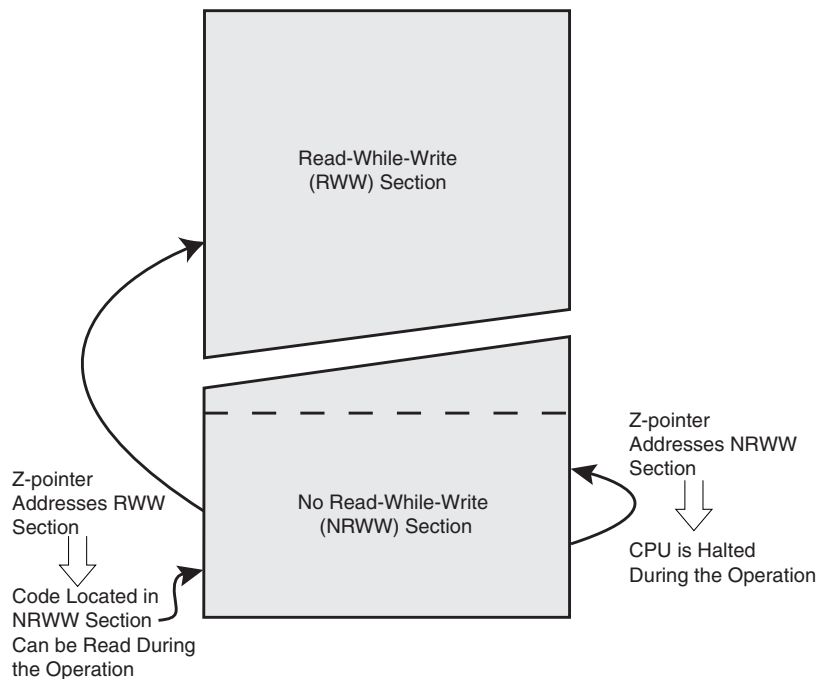 Read-While-Write
(RWW) Section
Z-pointer
Addresses RWW
Section
Code Located in
NRWW Section
Can be Read During
the Operation
No Read-While-Write
(NRWW) Section
Z-pointer
Addresses NRWW
Section
CPU is Halted
During the Operation